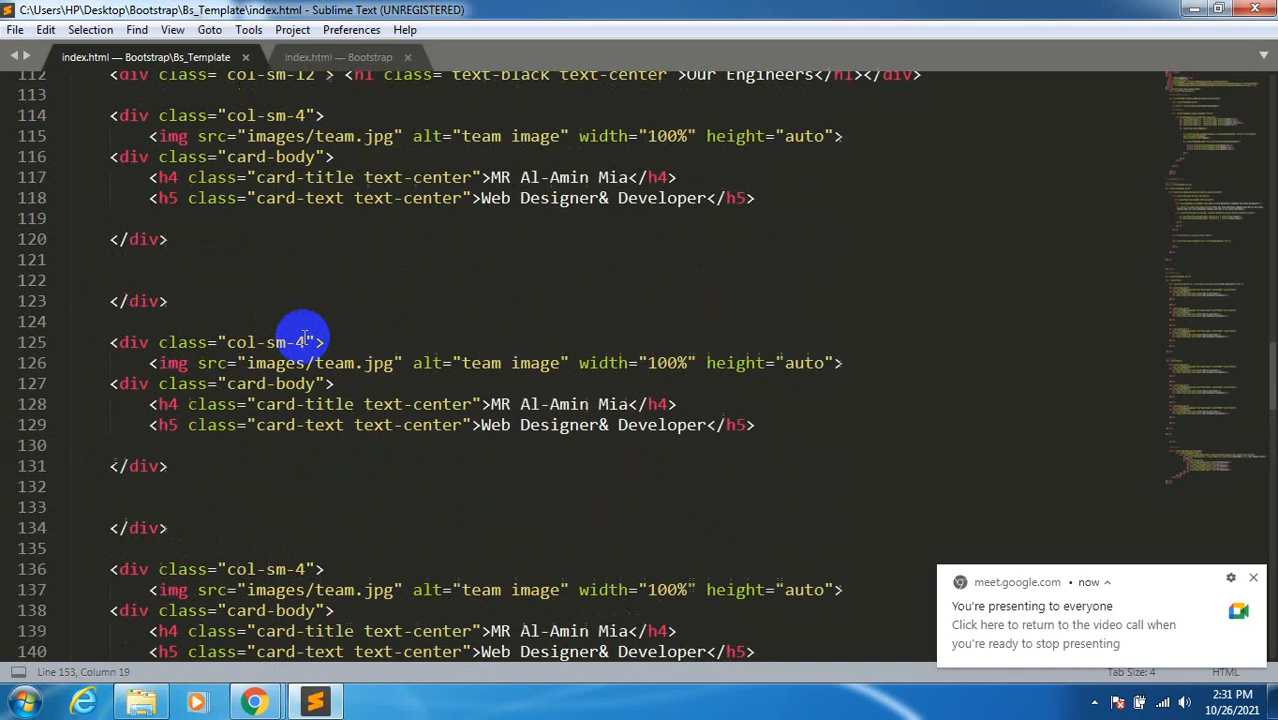 C:\Users\HP\Desktop\Bootstrap\Bs_Template\index.html - Sublime Text (UNREGISTERED)
File Edit Selection Find View Goto Tools Project Preferences Help
index.html — Bootstrap\Bs_Template index.html — Bootstrap
112 <div class="col-sm-12"> <h1 class="text-black text-center">Our Engineers</h1></div>
113
114 <div class="col-sm-4">
115 <img src="images/team.jpg" alt="team image" width="100%" height="auto">
116 <div class="card-body">
117 <h4 class="card-title text-center">MR Al-Amin Mia</h4>
118 <h5 class="card-text text-center">Web Designer& Developer</h5>
119
120 </div>
121
122
123 </div>
124
125 <div class="col-sm-4">
126 <img src="images/team.jpg" alt="team image" width="100%" height="auto">
127 <div class="card-body">
128 <h4 class="card-title text-center">MR Al-Amin Mia</h4>
129 <h5 class="card-text text-center">Web Designer& Developer</h5>
130
131 </div>
132
133
134 </div>
135
136 <div class="col-sm-4">
137 <img src="images/team.jpg" alt="team image" width="100%" height="auto">
138 <div class="card-body">
139 <h4 class="card-title text-center">MR Al-Amin Mia</h4>
140 <h5 class="card-text text-center">Web Designer& Developer</h5>
meet.google.com • now
You're presenting to everyone
Click here to return to the video call when
you're ready to stop presenting
Line 153, Column 19 Tab Size: 4 HTML
2:31 PM
10/26/2021